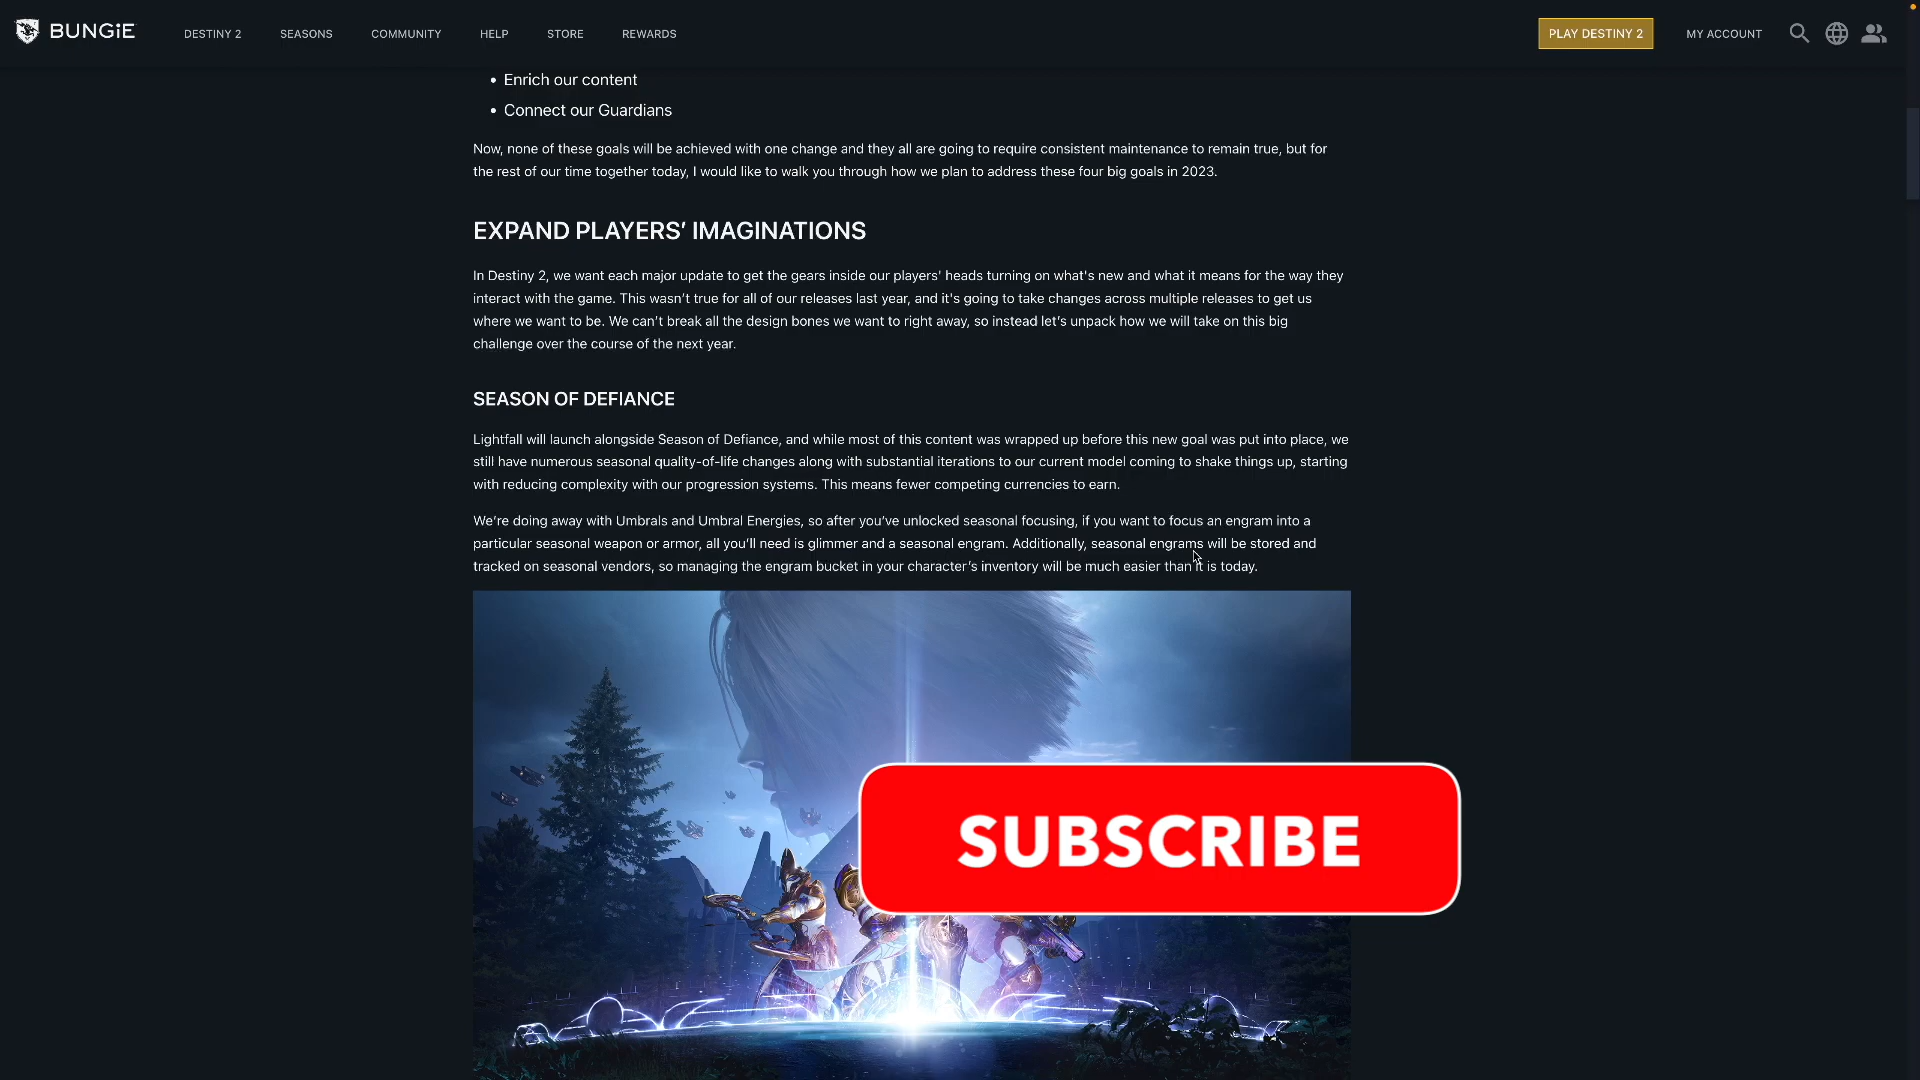 BUNGiE
DESTINY 2
SEASONS
COMMUNITY
HELP
STORE
REWARDS
PLAY DESTINY 2
MY ACCOUNT
• Enrich our content
• Connect our Guardians
Now, none of these goals will be achieved with one change and they all are going to require consistent maintenance to remain true, but for
the rest of our time together today, I would like to walk you through how we plan to address these four big goals in 2023.
EXPAND PLAYERS’ IMAGINATIONS
In Destiny 2, we want each major update to get the gears inside our players' heads turning on what's new and what it means for the way they
interact with the game. This wasn’t true for all of our releases last year, and it's going to take changes across multiple releases to get us
where we want to be. We can’t break all the design bones we want to right away, so instead let’s unpack how we will take on this big
challenge over the course of the next year.
SEASON OF DEFIANCE
Lightfall will launch alongside Season of Defiance, and while most of this content was wrapped up before this new goal was put into place, we
still have numerous seasonal quality-of-life changes along with substantial iterations to our current model coming to shake things up, starting
with reducing complexity with our progression systems. This means fewer competing currencies to earn.
We’re doing away with Umbrals and Umbral Energies, so after you’ve unlocked seasonal focusing, if you want to focus an engram into a
particular seasonal weapon or armor, all you’ll need is glimmer and a seasonal engram. Additionally, seasonal engrams will be stored and
tracked on seasonal vendors, so managing the engram bucket in your character’s inventory will be much easier than it is today.
SUBSCRIBE